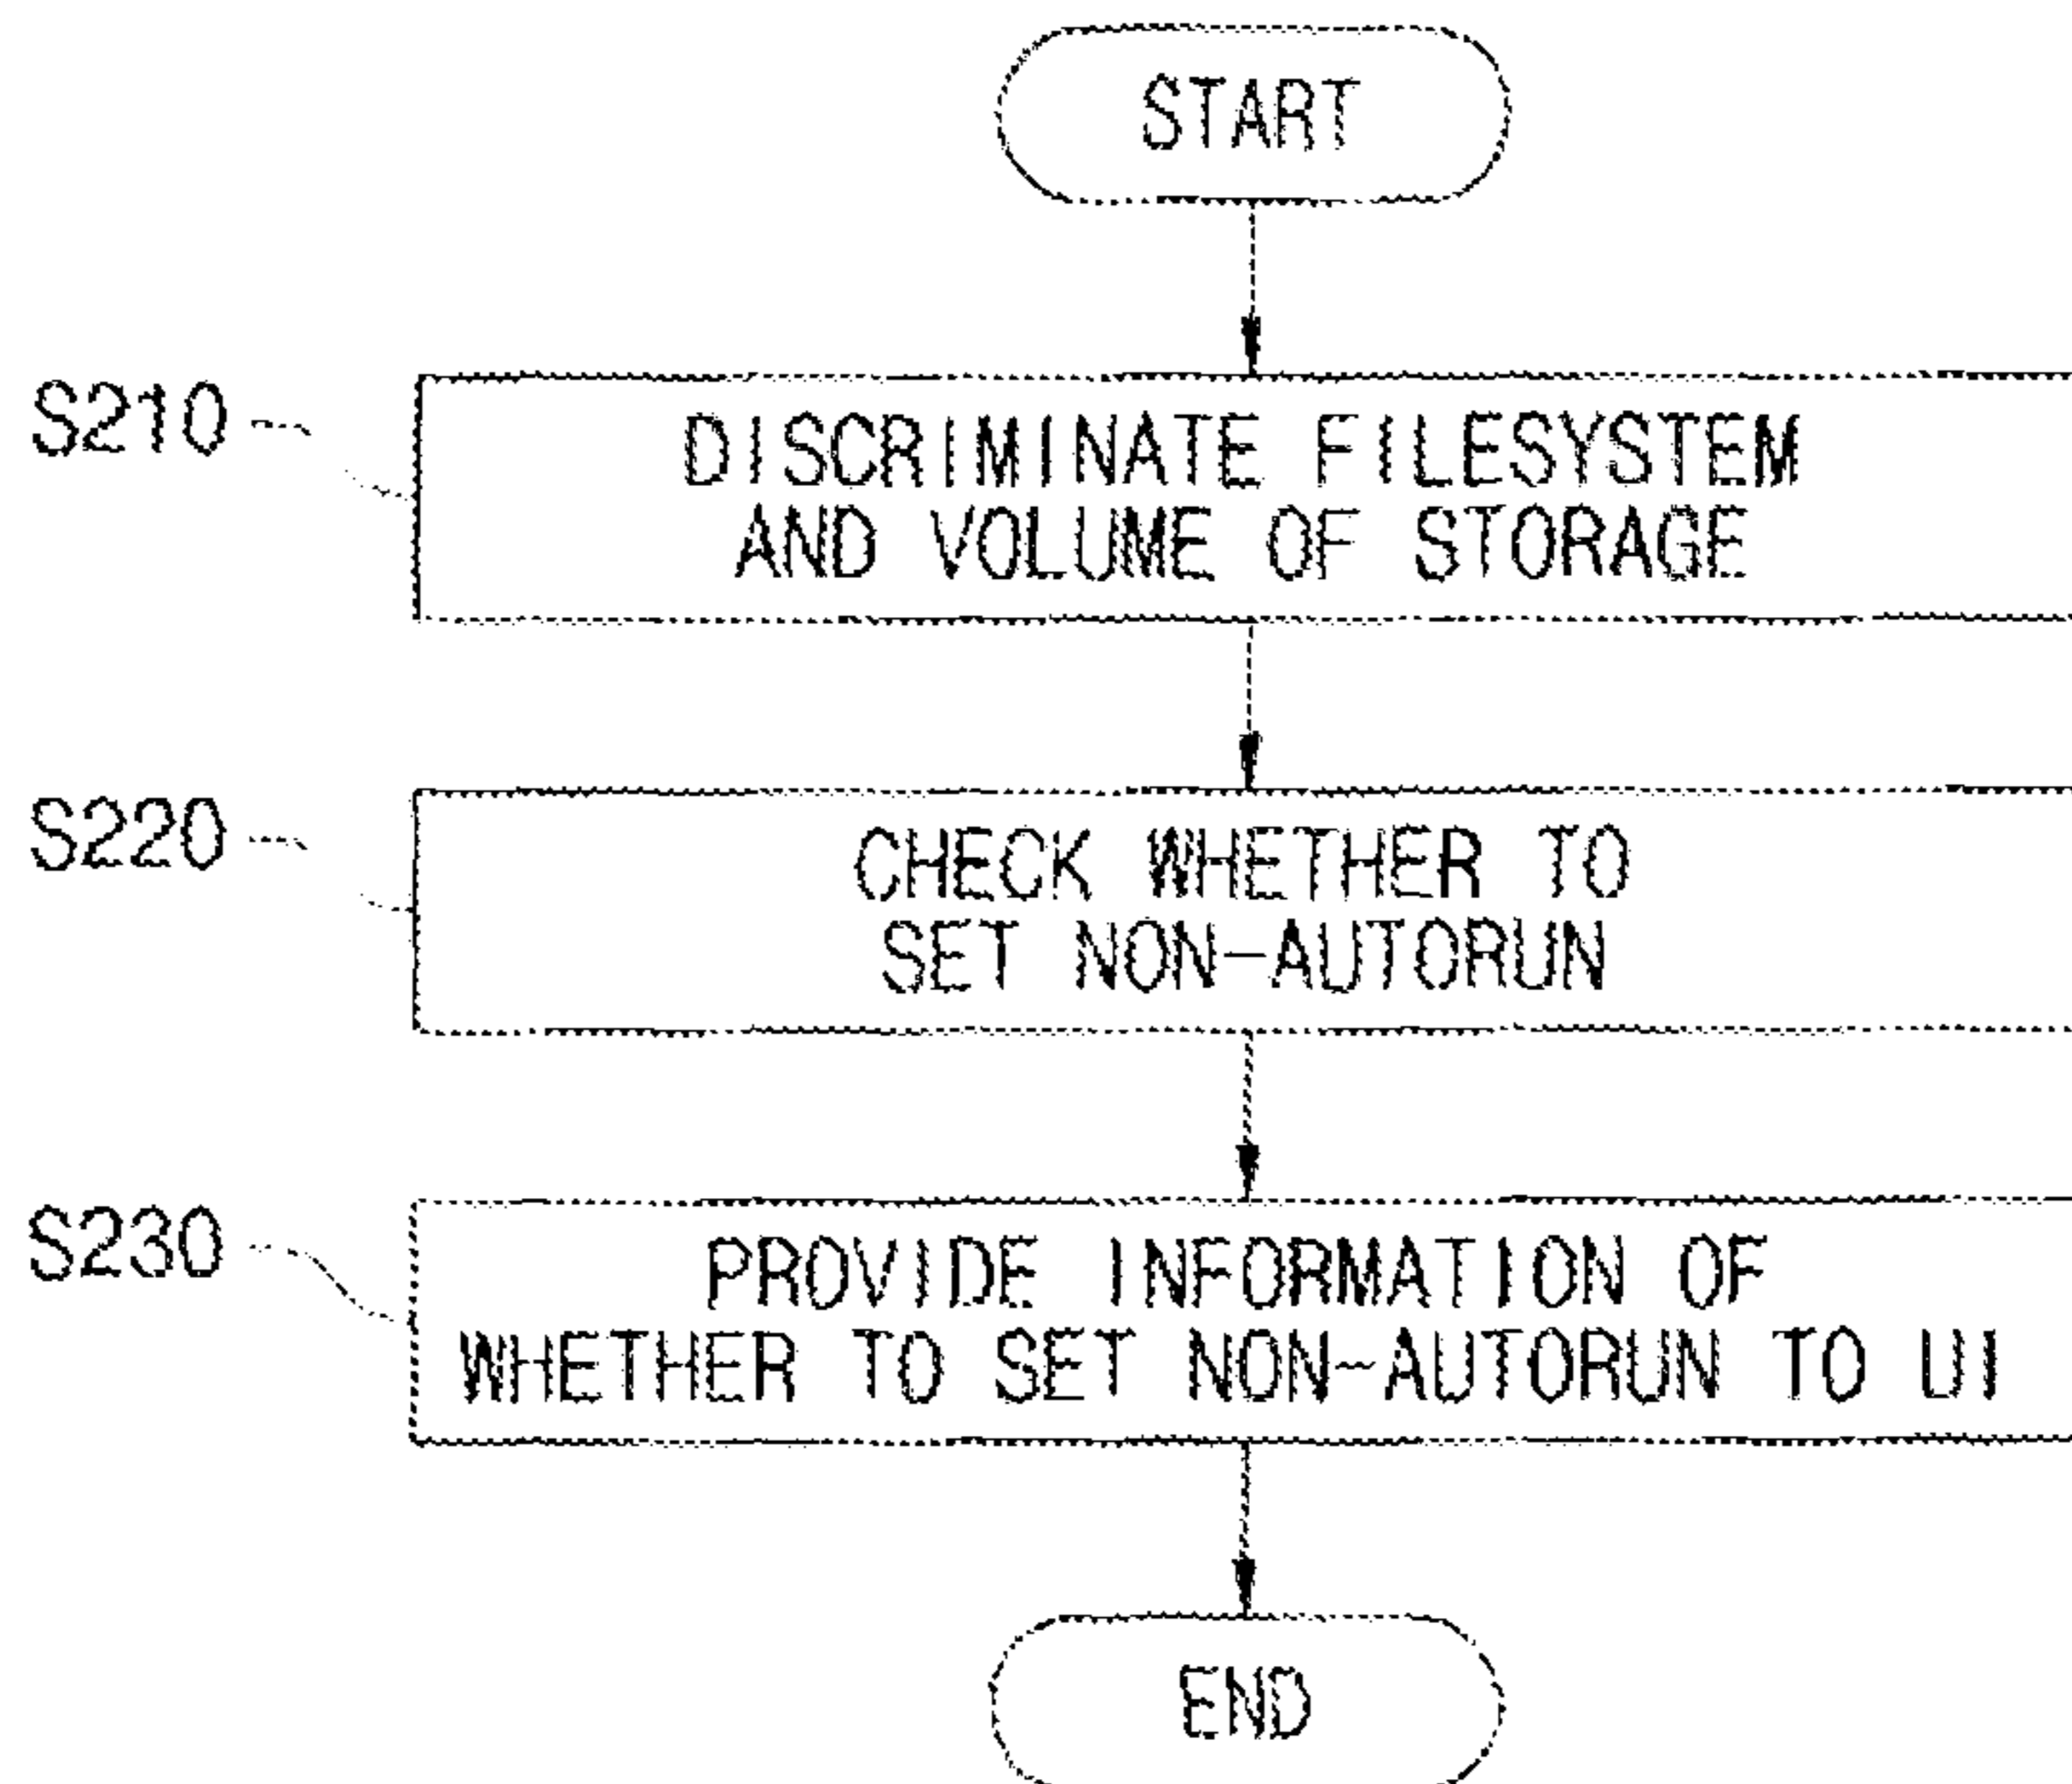 START
S210
DISCRIMINATE FILESYSTEM
AND VOLUME OF STORAGE
S220
CHECK WHETHER TO
SET NON-AUTORUN
S230
PROVIDE INFORMATION OF
WHETHER TO SET NON-AUTORUN TO UI
END